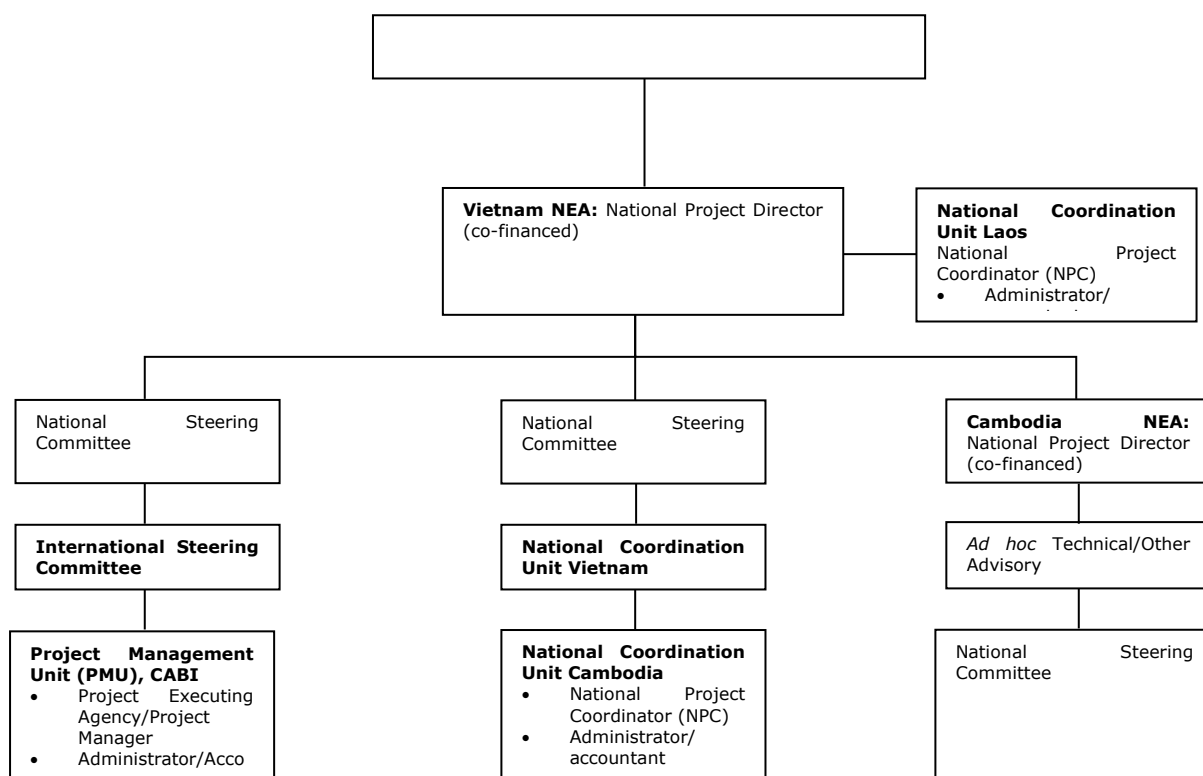 Vietnam NEA: National Project Director
(co-financed)
National Coordination
Unit Laos
National Project
Coordinator (NPC)
• Administrator/
National Steering
Committee
National Steering
Committee
Cambodia NEA:
National Project Director
(co-financed)
International Steering
Committee
National Coordination
Unit Vietnam
Ad hoc Technical/Other
Advisory
Project Management
Unit (PMU), CABI
• Project Executing
Agency/Project
Manager
• Administrator/Acco
National Coordination
Unit Cambodia
• National Project
Coordinator (NPC)
• Administrator/
accountant
National Steering
Committee